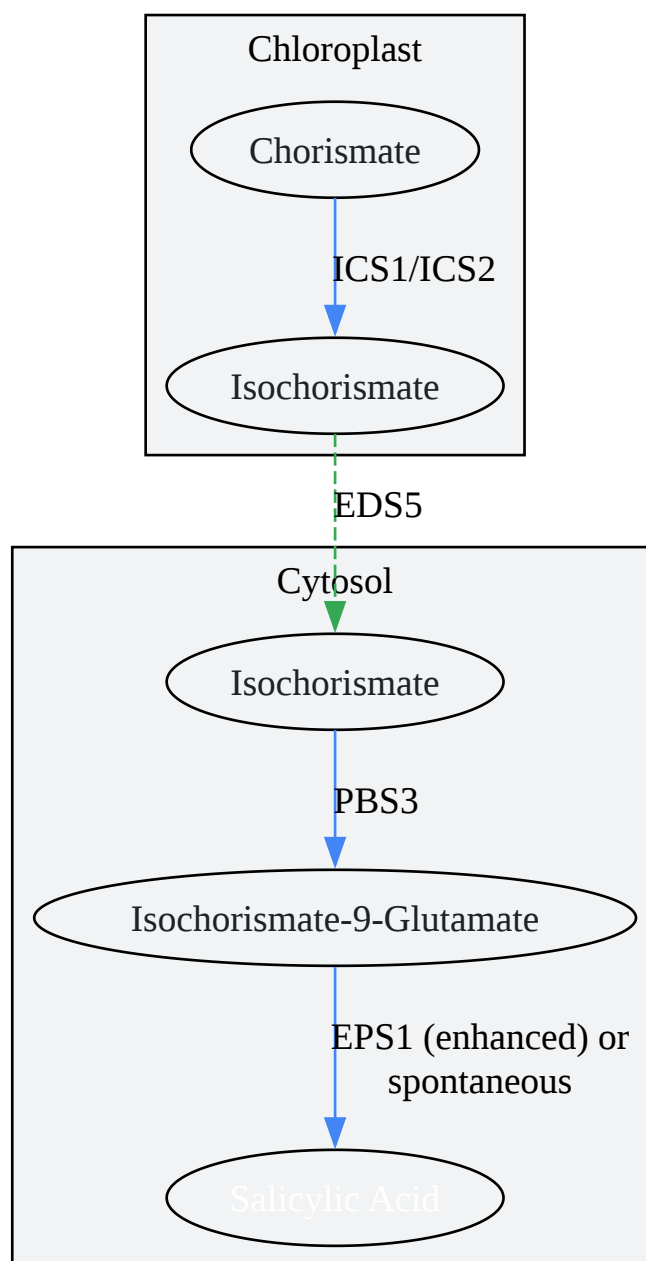 Chloroplast
Chorismate
ICS1/ICS2
Isochorismate
EDS5
Cytosol
Isochorismate
PBS3
Isochorismate-9-Glutamate
EPS1 (enhanced) or
spontaneous
Salicylic Acid